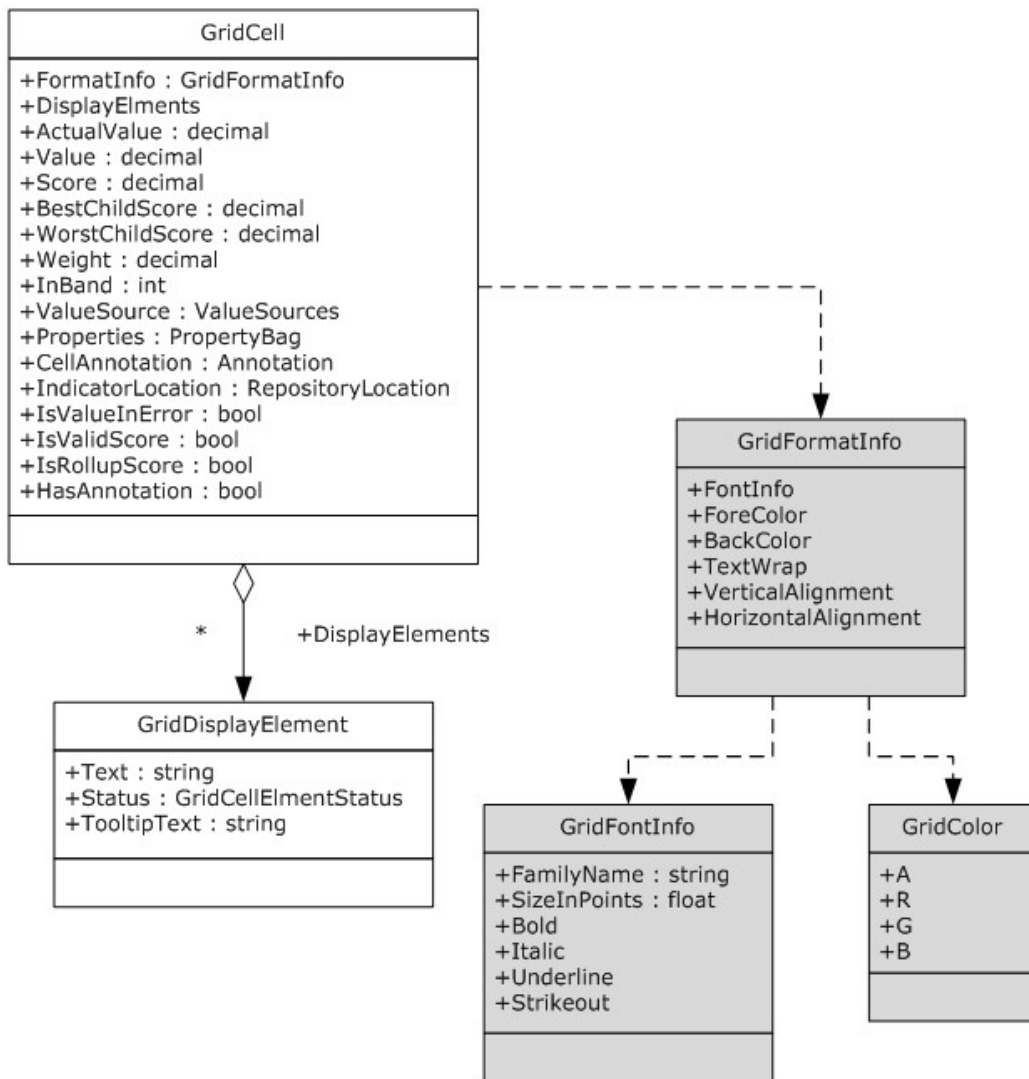 GridCell
+FormatInfo : GridFormatInfo
+DisplayElments
+ActualValue : decimal
+Value : decimal
+Score : decimal
+BestChildScore : decimal
+WorstChildScore : decimal
+Weight : decimal
+InBand : int
+ValueSource : ValueSources
+Properties : PropertyBag
+CellAnnotation : Annotation
+IndicatorLocation : RepositoryLocation
+IsValueInError : bool
+IsValidScore : bool
+IsRollupScore : bool
+HasAnnotation : bool
GridFormatInfo
+FontInfo
+ForeColor
+BackColor
+TextWrap
+VerticalAlignment
+HorizontalAlignment
* +DisplayElements
GridDisplayElement
+Text : string
+Status : GridCellElmentStatus
+TooltipText : string
GridFontInfo
+FamilyName : string
+SizeInPoints : float
+Bold
+Italic
+Underline
+Strikeout
GridColor
+A
+R
+G
+B